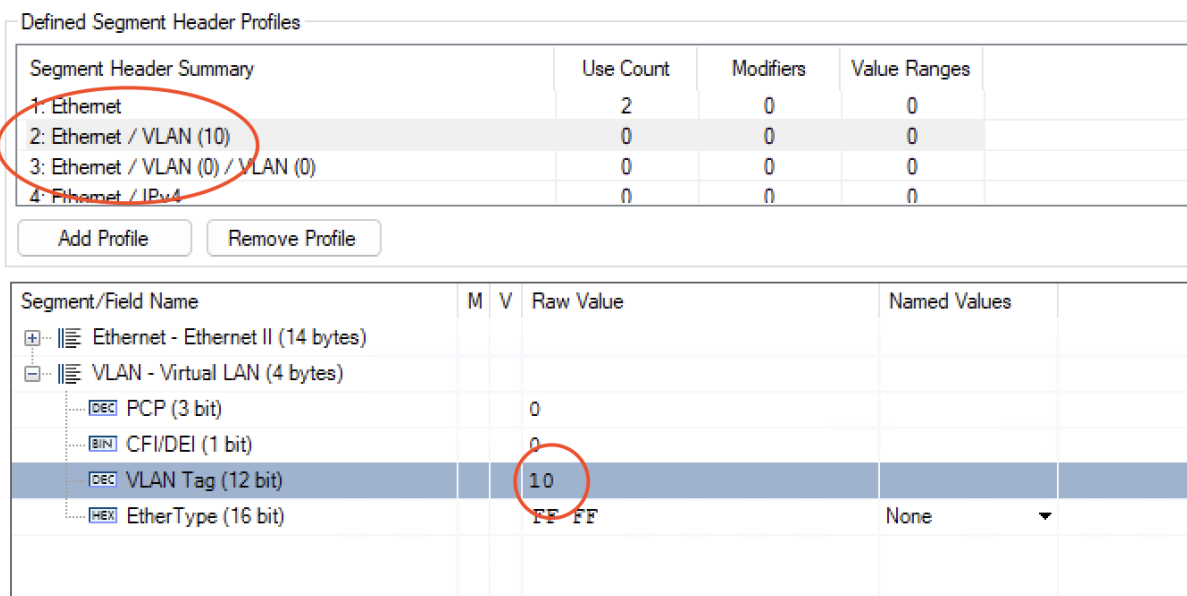 Defined Segment Header Profiles
Segment Header Summary Use Count Modifiers Value Ranges
1: Ethernet 2 0 0
2: Ethernet / VLAN (10) 0 0 0
3: Ethernet / VLAN (0) / VLAN (0) 0 0 0
4: Ethernet / IPv4 0 0 0
Add Profile Remove Profile
Segment/Field Name M V Raw Value Named Values
Ethernet - Ethernet II (14 bytes)
VLAN - Virtual LAN (4 bytes)
DEC PCP (3 bit) 0
BIN CFI/DEI (1 bit) 0
DEC VLAN Tag (12 bit) 10
HEX EtherType (16 bit) FF FF None